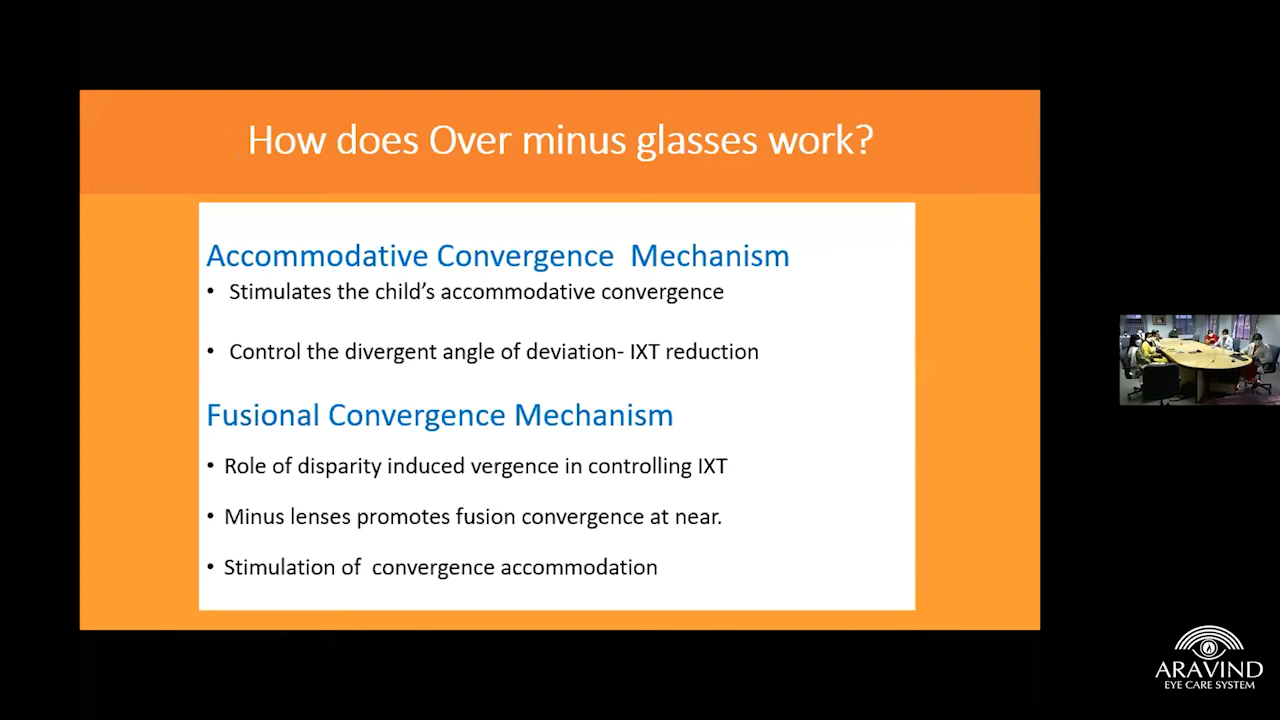 How does Over minus glasses work?
Accommodative Convergence Mechanism
• Stimulates the child’s accommodative convergence
• Control the divergent angle of deviation- IXT reduction
Fusional Convergence Mechanism
• Role of disparity induced vergence in controlling IXT
• Minus lenses promotes fusion convergence at near.
• Stimulation of convergence accommodation
ARAVIND
EYE CARE SYSTEM